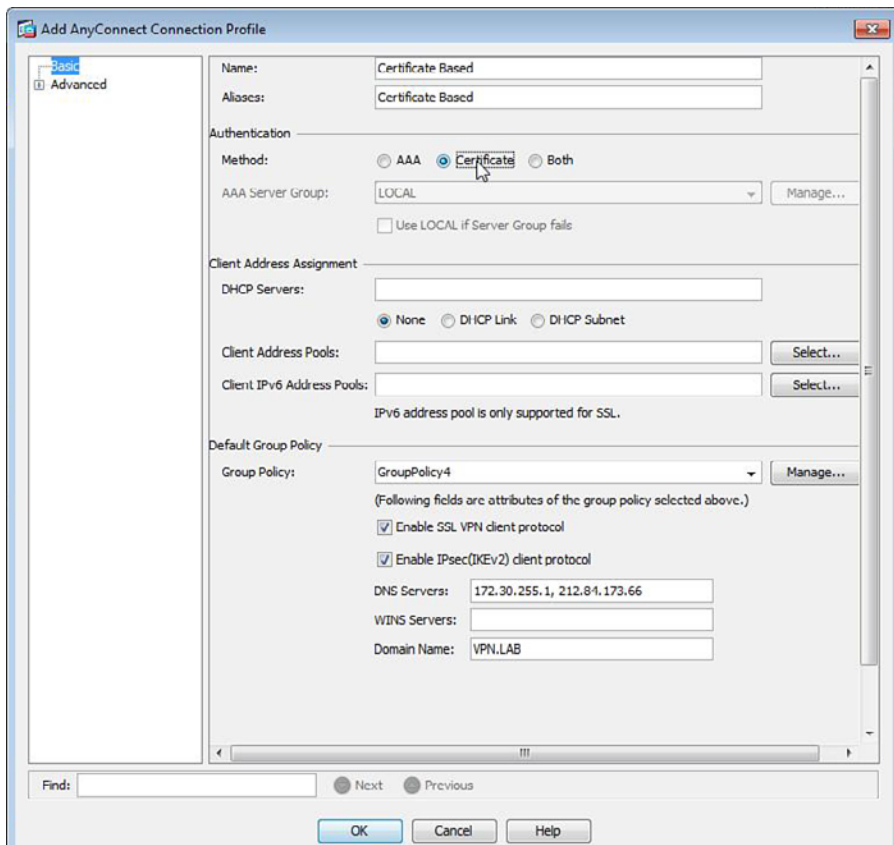 Add AnyConnect Connection Profile
Basic
Advanced
Name: Certificate Based
Aliases: Certificate Based
Authentication
Method: AAA Certificate Both
AAA Server Group: LOCAL Manage...
Use LOCAL if Server Group fails
Client Address Assignment
DHCP Servers:
None DHCP Link DHCP Subnet
Client Address Pools: Select...
Client IPv6 Address Pools: Select...
IPv6 address pool is only supported for SSL.
Default Group Policy
Group Policy: GroupPolicy4 Manage...
(Following fields are attributes of the group policy selected above.)
Enable SSL VPN client protocol
Enable IPsec(IKEv2) client protocol
DNS Servers: 172.30.255.1, 212.84.173.66
WINS Servers:
Domain Name: VPN.LAB
Find: Next Previous
OK Cancel Help